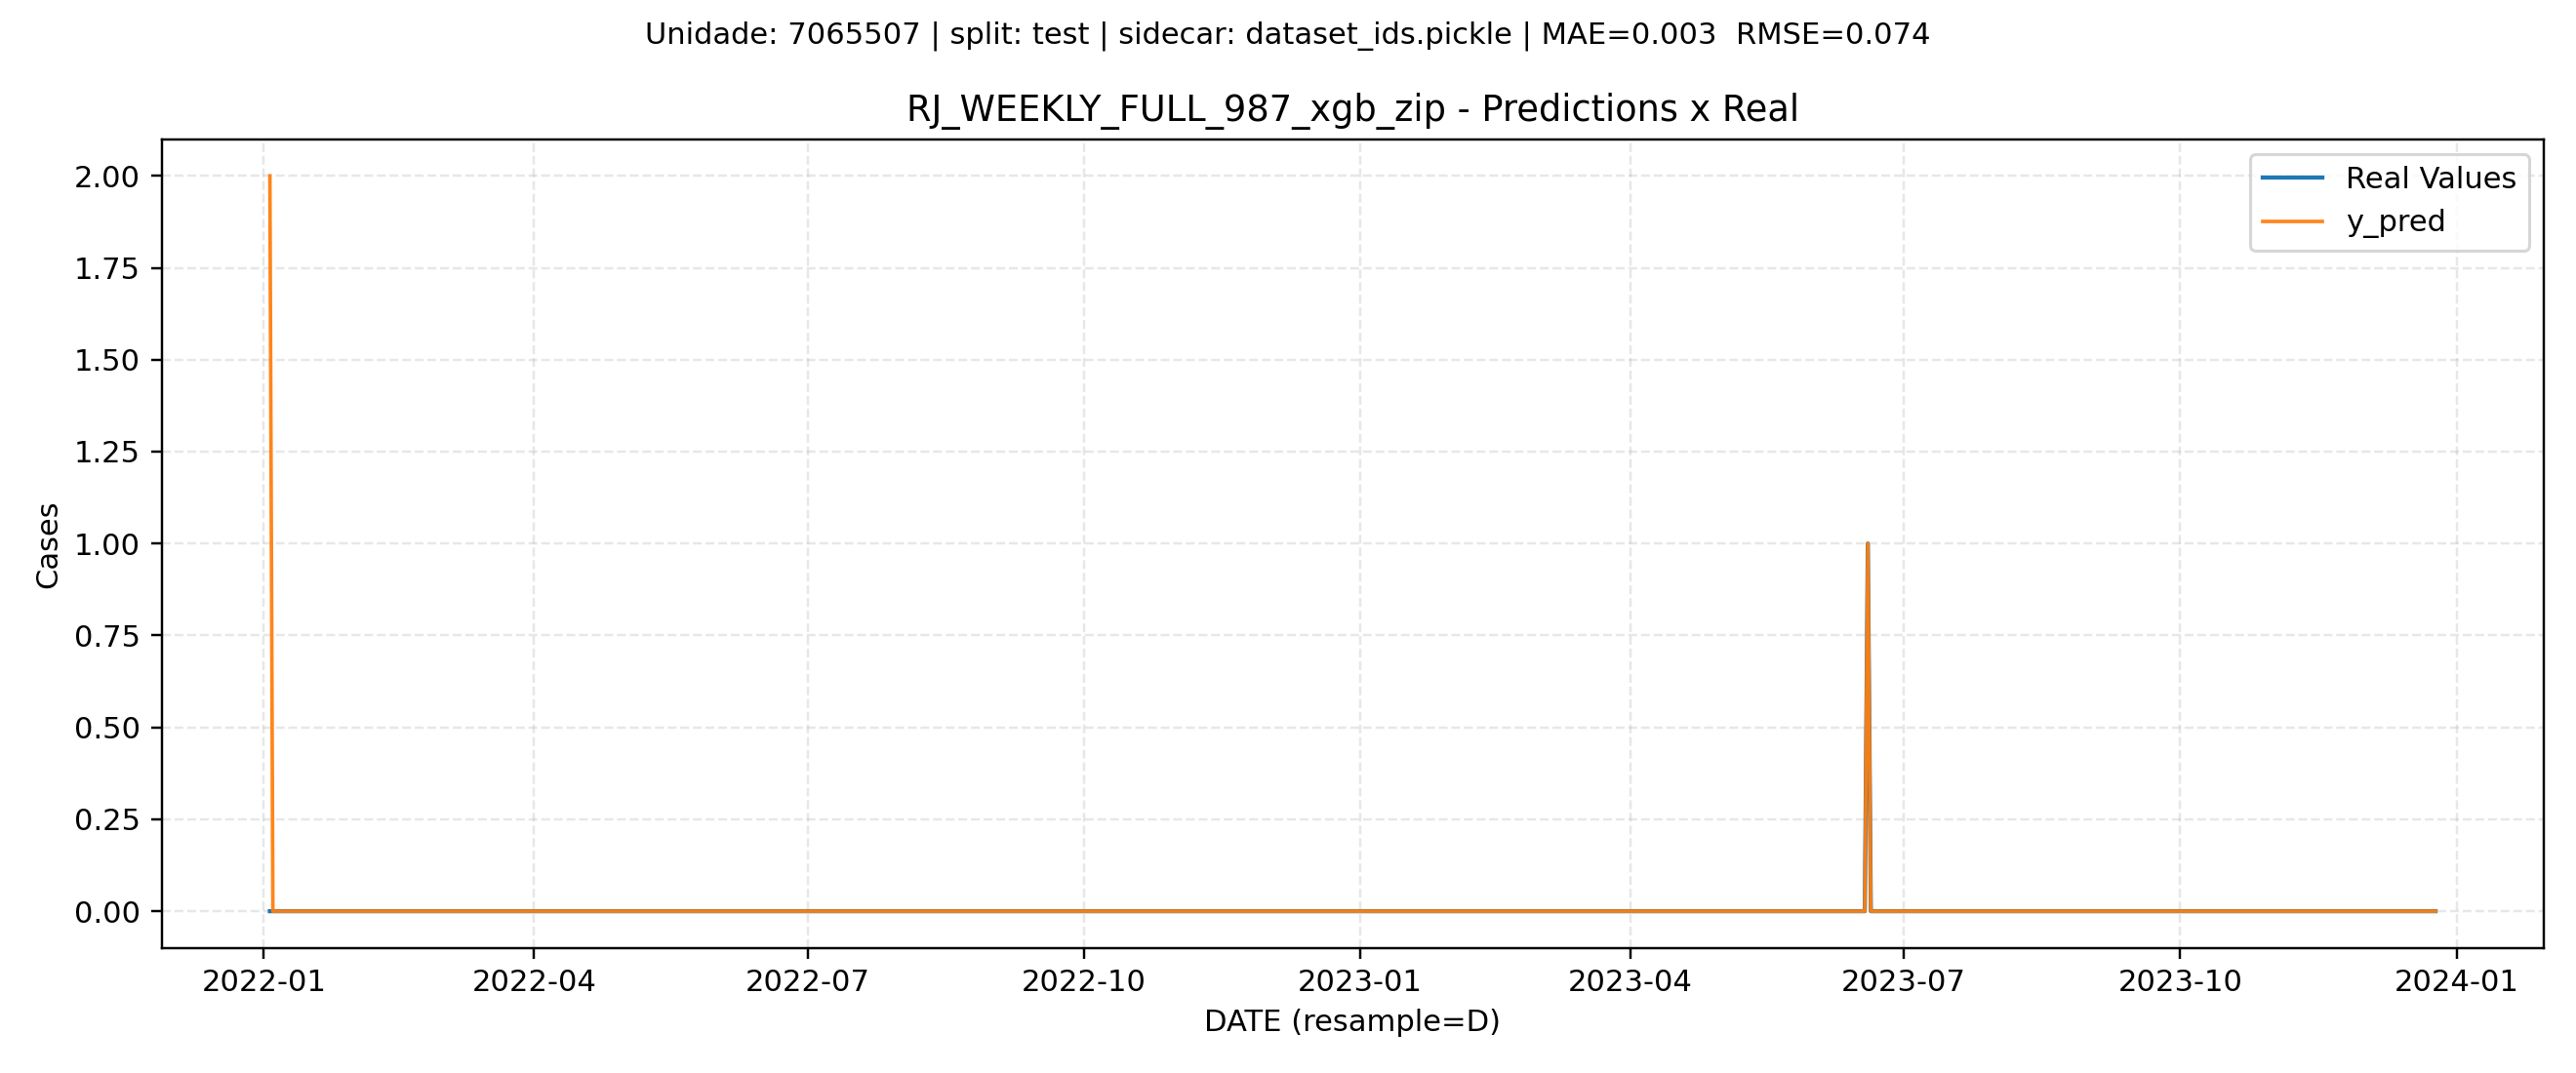 Unidade: 7065507 | split: test | sidecar: dataset_ids.pickle | MAE=0.003  RMSE=0.074
RJ_WEEKLY_FULL_987_xgb_zip - Predictions x Real
Real Values
y_pred
2.00
1.75
1.50
1.25
1.00
0.75
0.50
0.25
0.00
Cases
2022-01 2022-04 2022-07 2022-10 2023-01 2023-04 2023-07 2023-10 2024-01
DATE (resample=D)